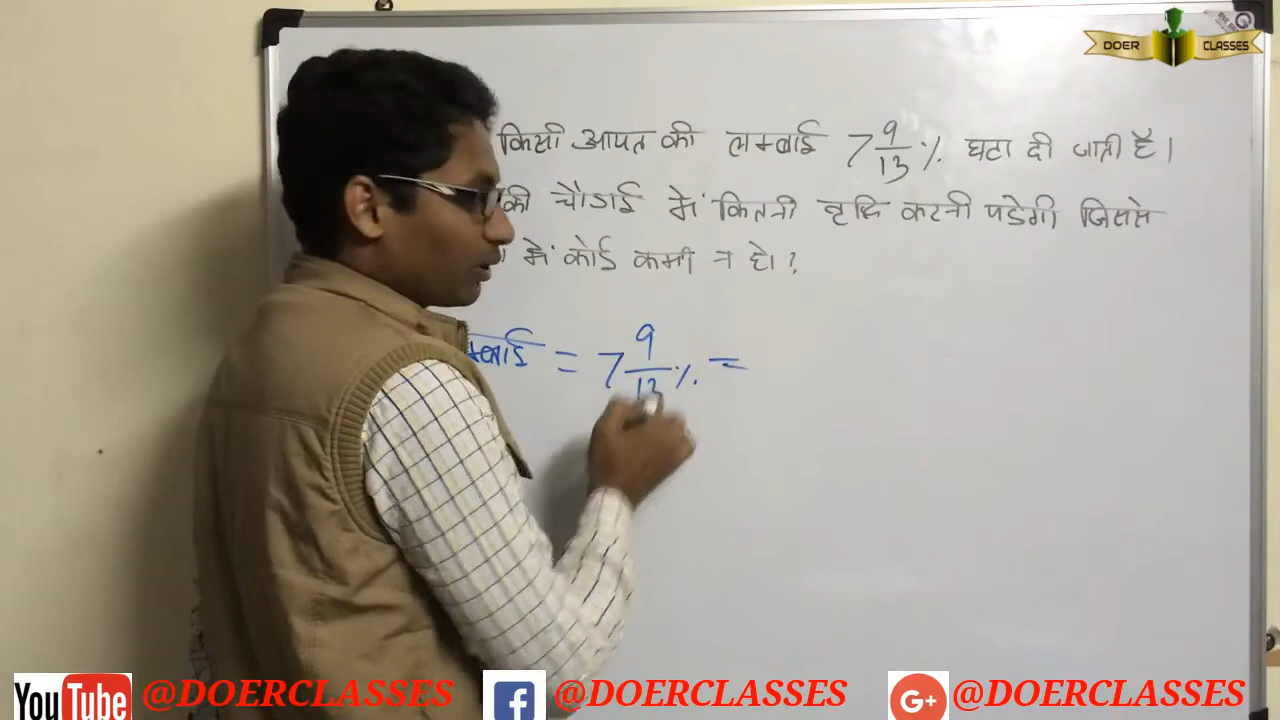 DOER CLASSES
किसी आयत की लम्बाई 7 9/13 % घटा दी जाती है।
की चौडाई में कितनी वृद्धि करनी पडेगी जिससे
में कोई कमी न हो?
म्बाई = 7 9/13 % =
YouTube @DOERCLASSES f @DOERCLASSES G+ @DOERCLASSES